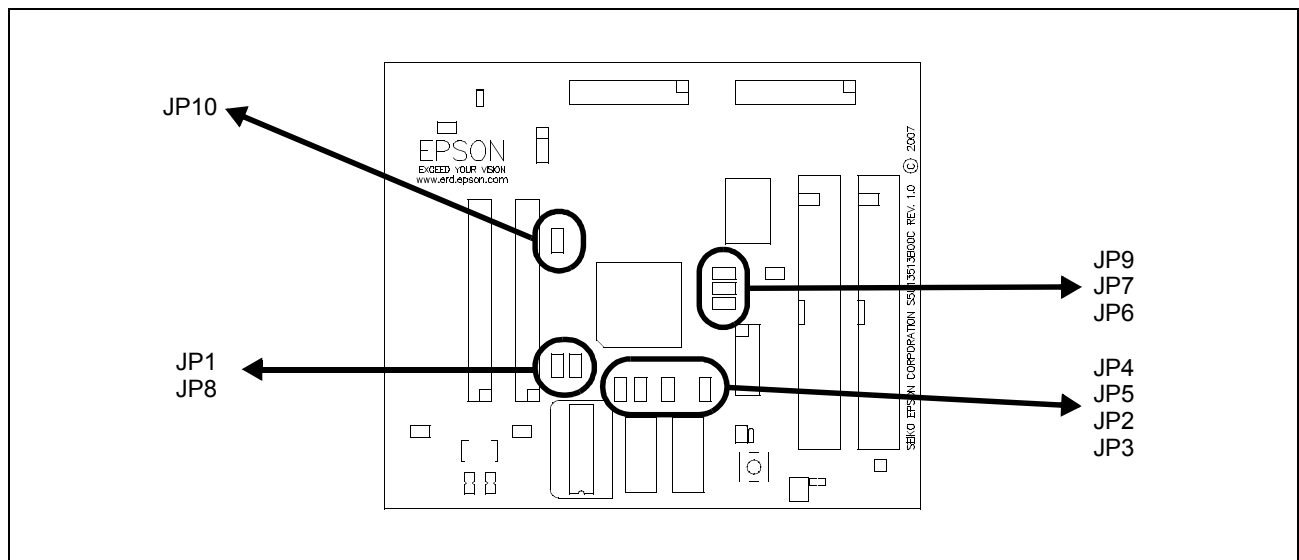 JP10
EPSON
EXCEED YOUR VISION
www.erd.epson.com
SEIKO EPSON CORPORATION S5U13513B00C REV. 1.0 © 2007
JP9
JP7
JP6
JP1
JP8
JP4
JP5
JP2
JP3